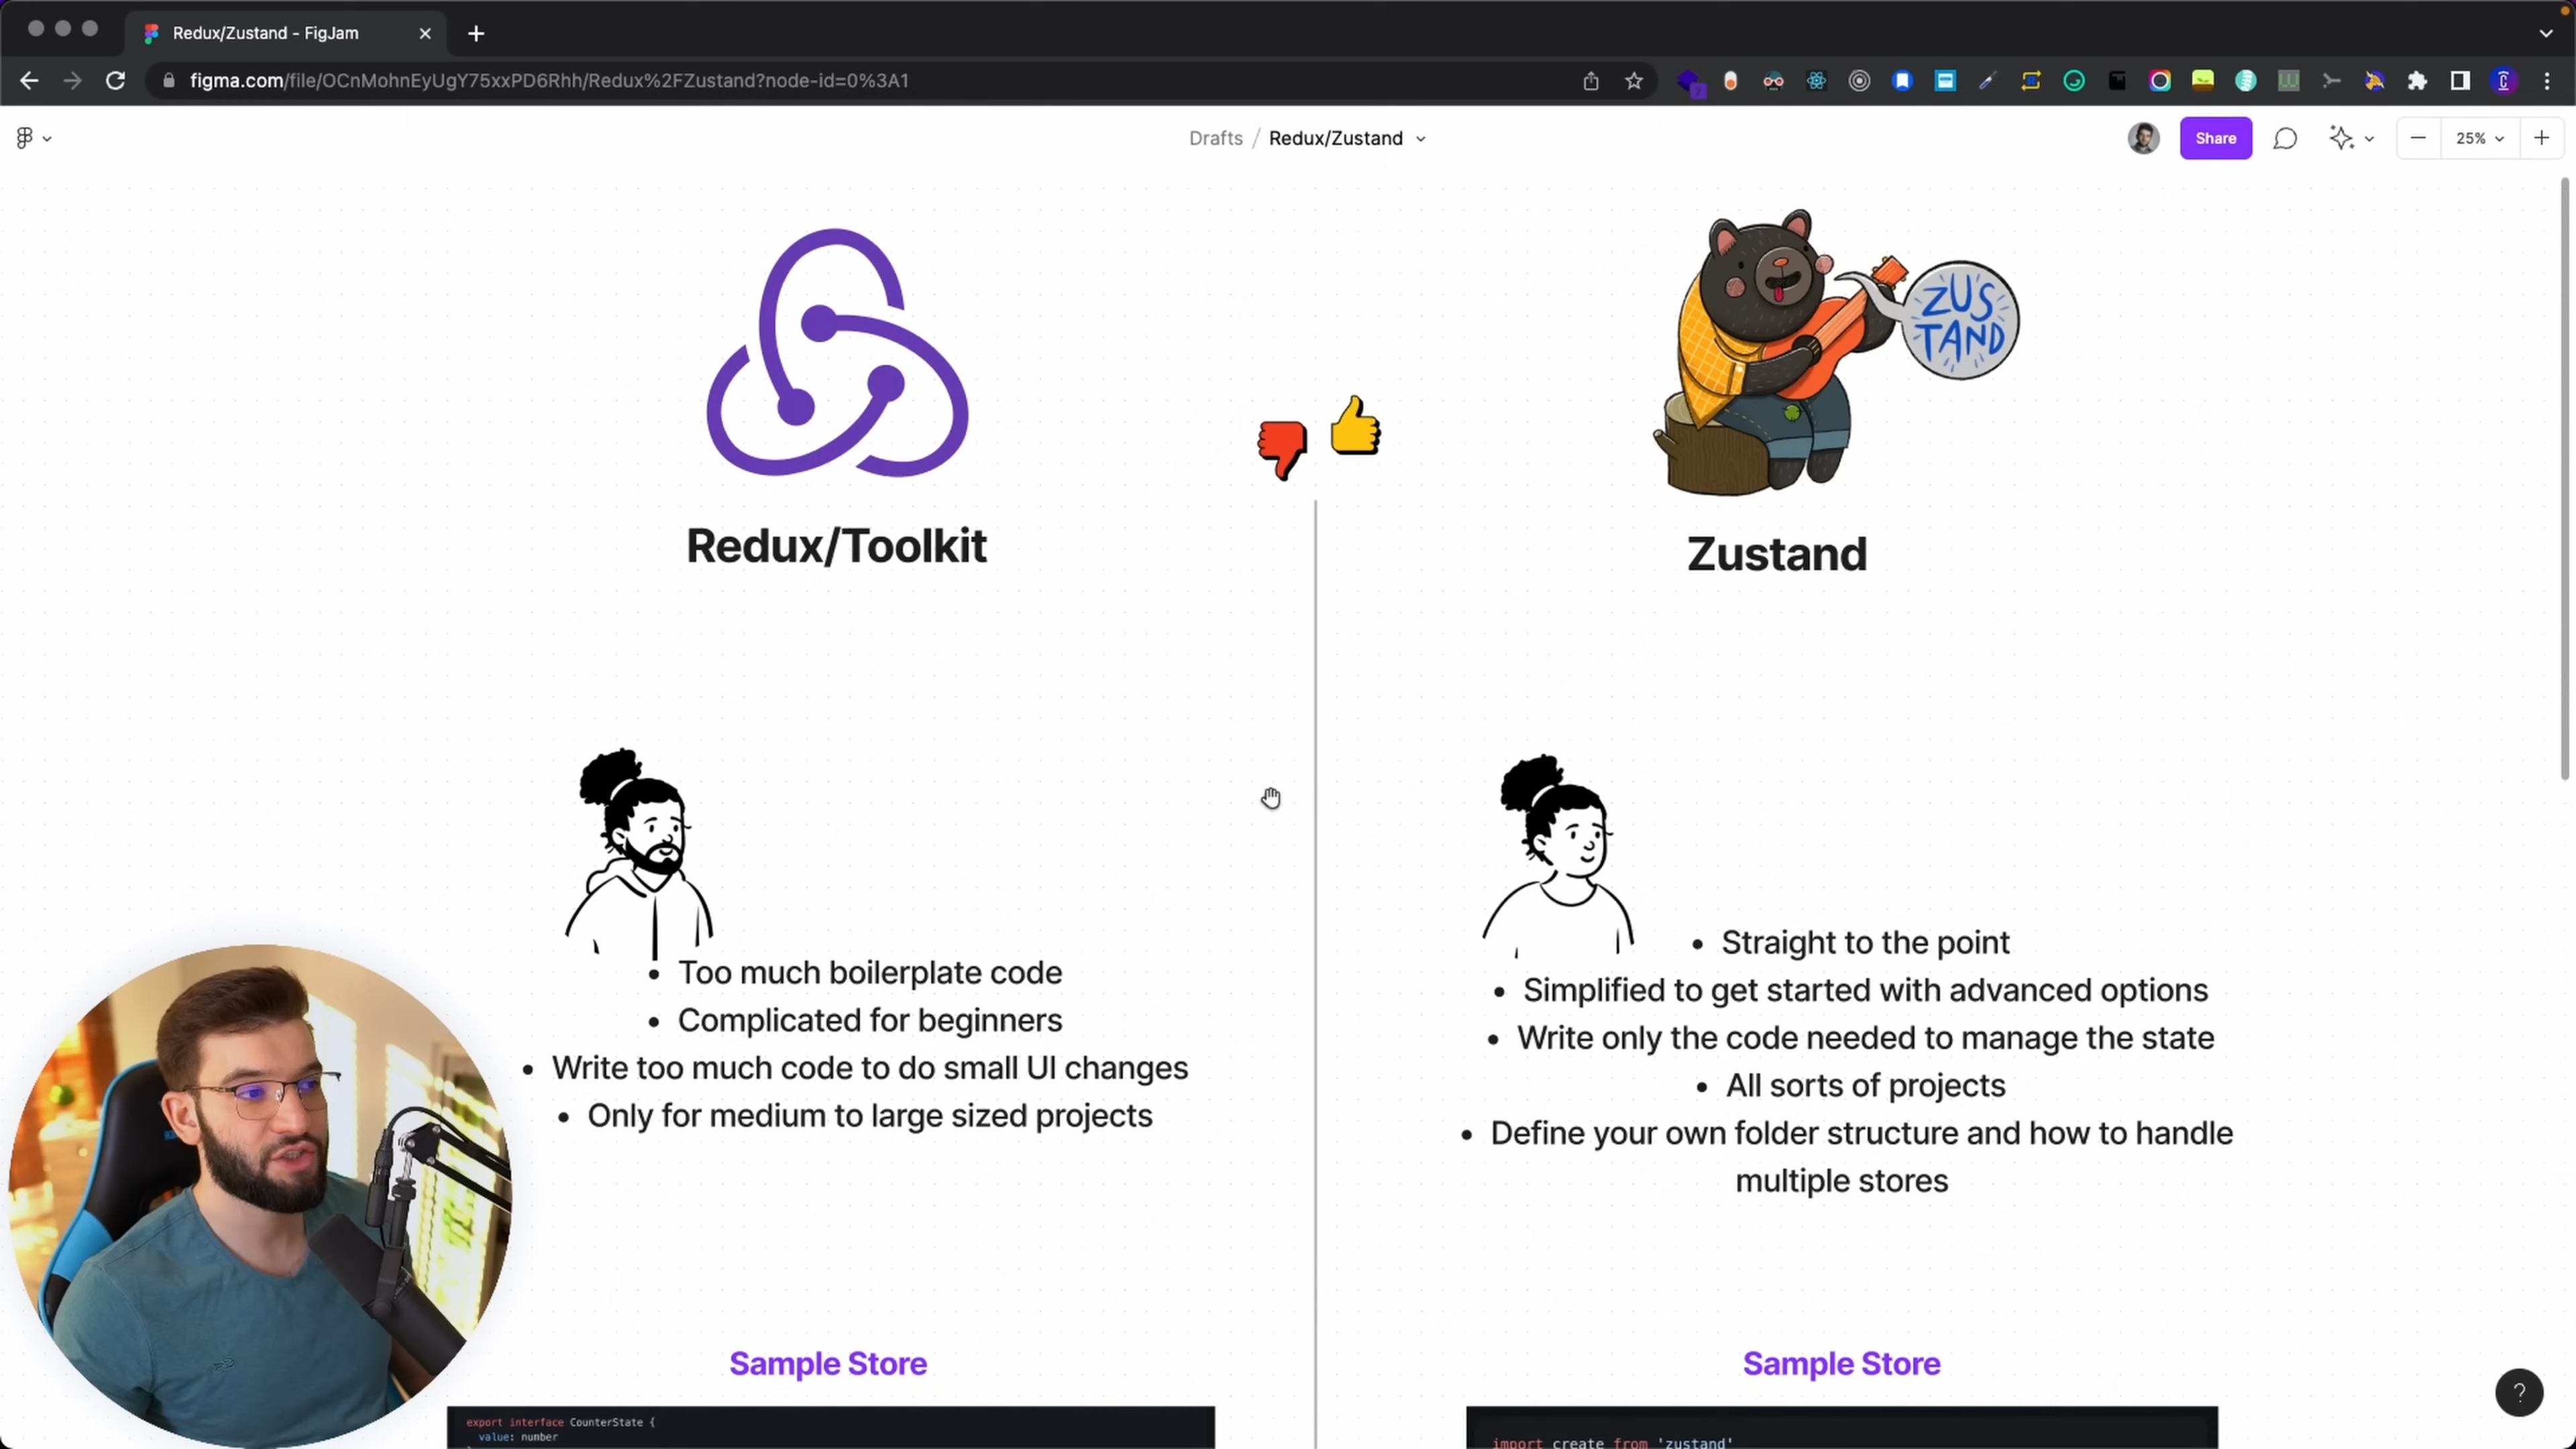 Redux/Zustand - FigJam
figma.com/file/OCnMohnEyUgY75xxPD6Rhh/Redux%2FZustand?node-id=0%3A1
7
Drafts / Redux/Zustand
Share
25%
ZUS
TAND
Redux/Toolkit
Zustand
• Too much boilerplate code
• Complicated for beginners
• Write too much code to do small UI changes
• Only for medium to large sized projects
• Straight to the point
• Simplified to get started with advanced options
• Write only the code needed to manage the state
• All sorts of projects
• Define your own folder structure and how to handle
multiple stores
Sample Store
Sample Store
export interface CounterState {
value: number
import create from 'zustand'
?